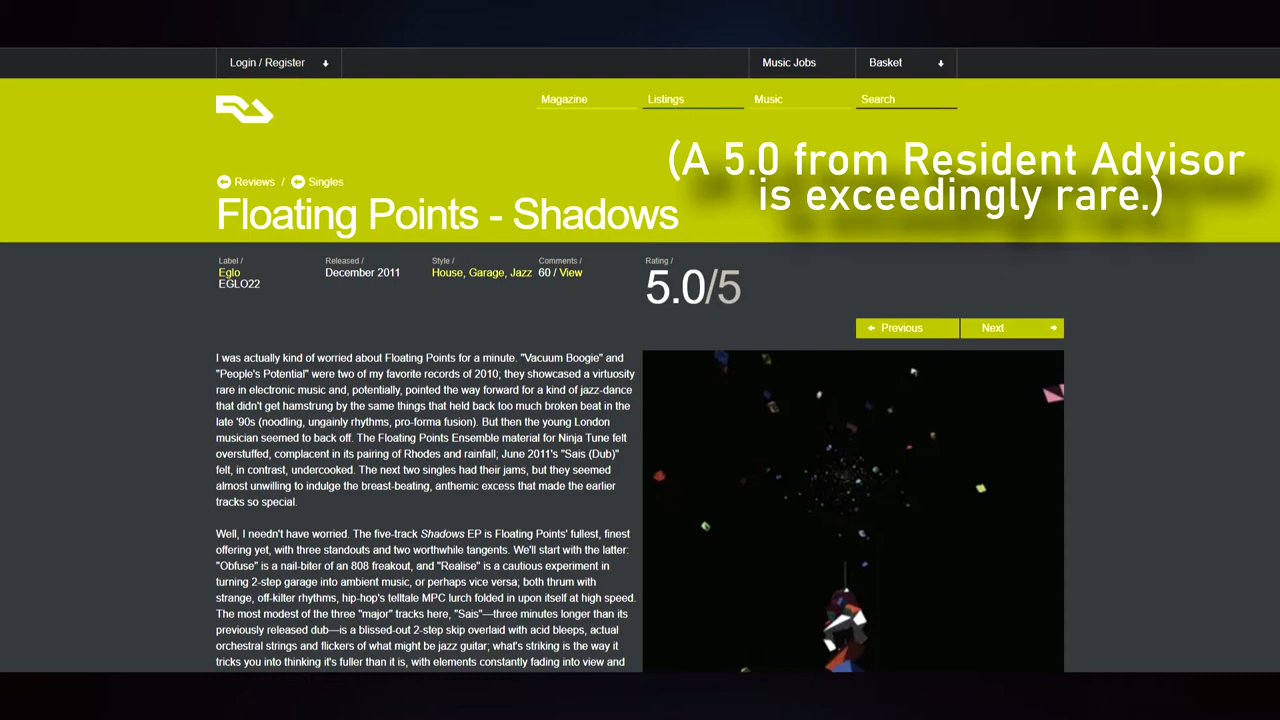 Login / Register
Music Jobs
Basket
Magazine
Listings
Music
Search
(A 5.0 from Resident Advisor
is exceedingly rare.)
Reviews / Singles
Floating Points - Shadows
Label /
Eglo
EGLO22
Released /
December 2011
Style /
House, Garage, Jazz
Comments /
60 / View
Rating /
5.0/5
Previous
Next
I was actually kind of worried about Floating Points for a minute. "Vacuum Boogie" and
"People's Potential" were two of my favorite records of 2010; they showcased a virtuosity
rare in electronic music and, potentially, pointed the way forward for a kind of jazz-dance
that didn't get hamstrung by the same things that held back too much broken beat in the
late '90s (noodling, ungainly rhythms, pro-forma fusion). But then the young London
musician seemed to back off. The Floating Points Ensemble material for Ninja Tune felt
overstuffed, complacent in its pairing of Rhodes and rainfall; June 2011's "Sais (Dub)"
felt, in contrast, undercooked. The next two singles had their jams, but they seemed
almost unwilling to indulge the breast-beating, anthemic excess that made the earlier
tracks so special.
Well, I needn't have worried. The five-track Shadows EP is Floating Points' fullest, finest
offering yet, with three standouts and two worthwhile tangents. We'll start with the latter:
"Obfuse" is a nail-biter of an 808 freakout, and "Realise" is a cautious experiment in
turning 2-step garage into ambient music, or perhaps vice versa; both thrum with
strange, off-kilter rhythms, hip-hop's telltale MPC lurch folded in upon itself at high speed.
The most modest of the three "major" tracks here, "Sais"—three minutes longer than its
previously released dub—is a blissed-out 2-step skip overlaid with acid bleeps, actual
orchestral strings and flickers of what might be jazz guitar; what's striking is the way it
tricks you into thinking it's fuller than it is, with elements constantly fading into view and